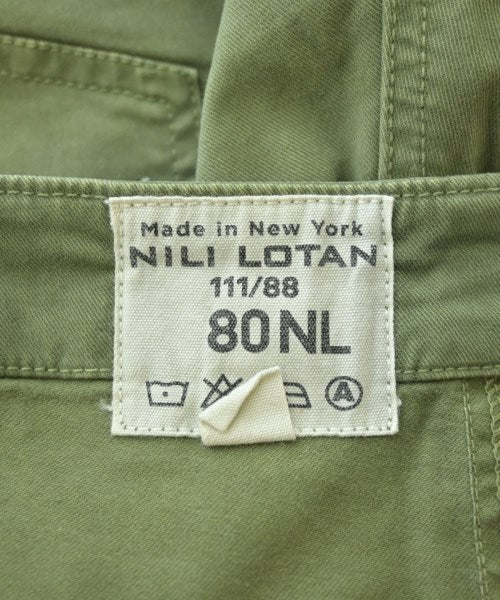 Made in New York
NILI LOTAN
111/88
80NL
A